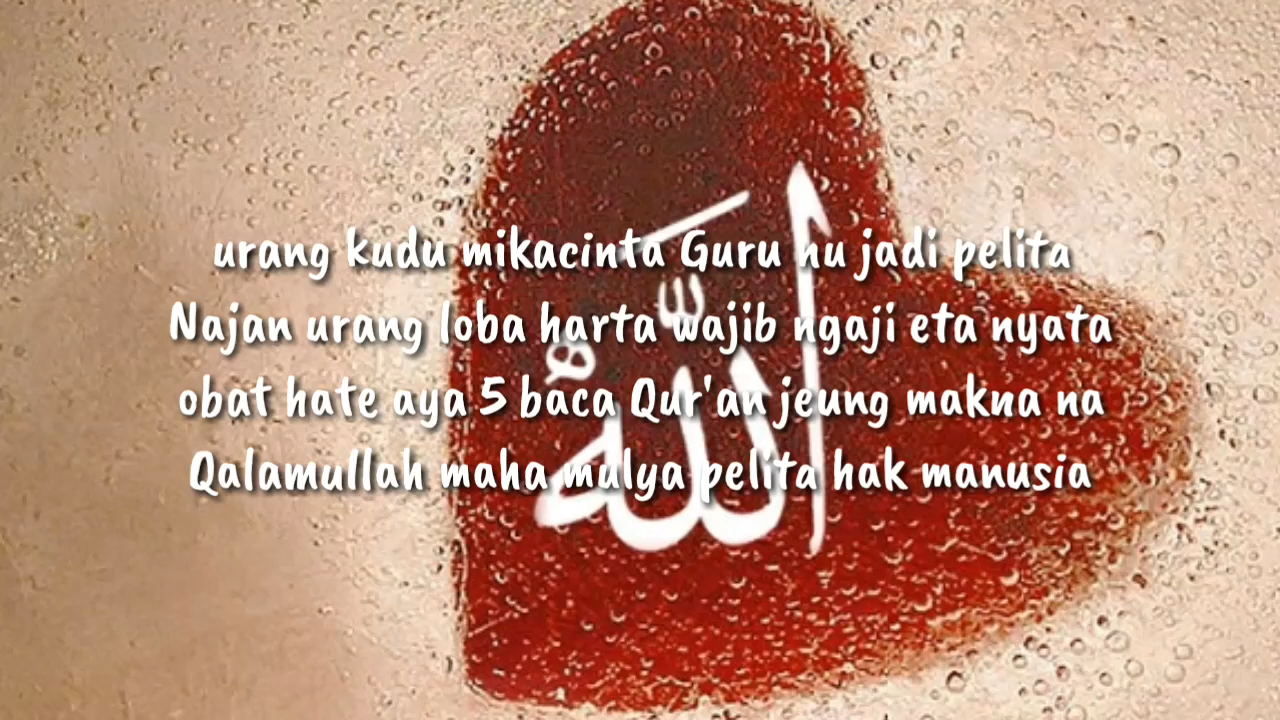 urang kudu mikacinta Guru nu jadi pelita
Najan urang loba harta wajib ngaji eta nyata
obat hate aya 5 baca Qur'an jeung makna na
Qalamullah maha mulya pelita hak manusia
الله